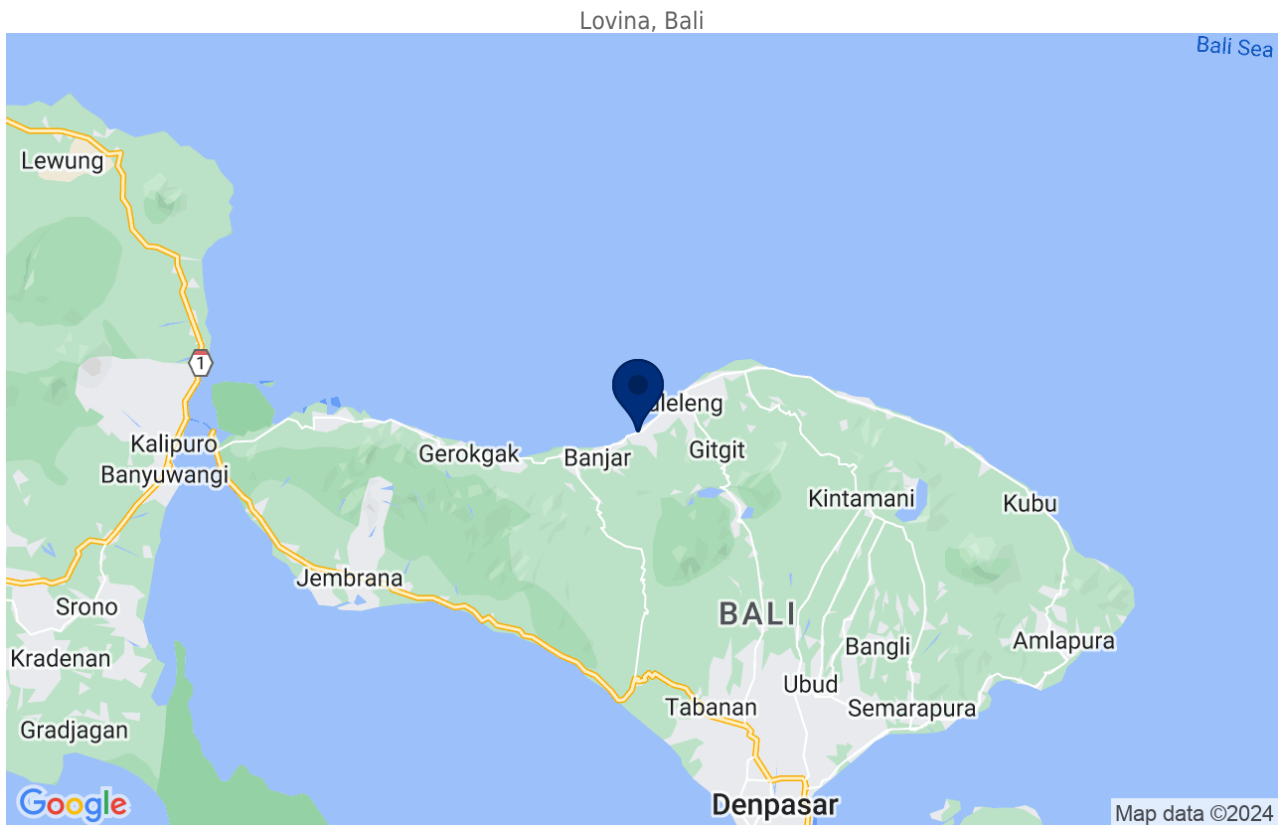 Lovina, Bali
Bali Sea
Lewung
1
uleleng
Kalipuro
Gerokgak
Banjar
Gitgit
Banyuwangi
Kintamani
Kubu
Jembrana
Srono
BALI
Kradenan
Bangli
Amlapura
Ubud
Tabanan
Semarapura
Gradjagan
Google
Denpasar
Map data ©2024